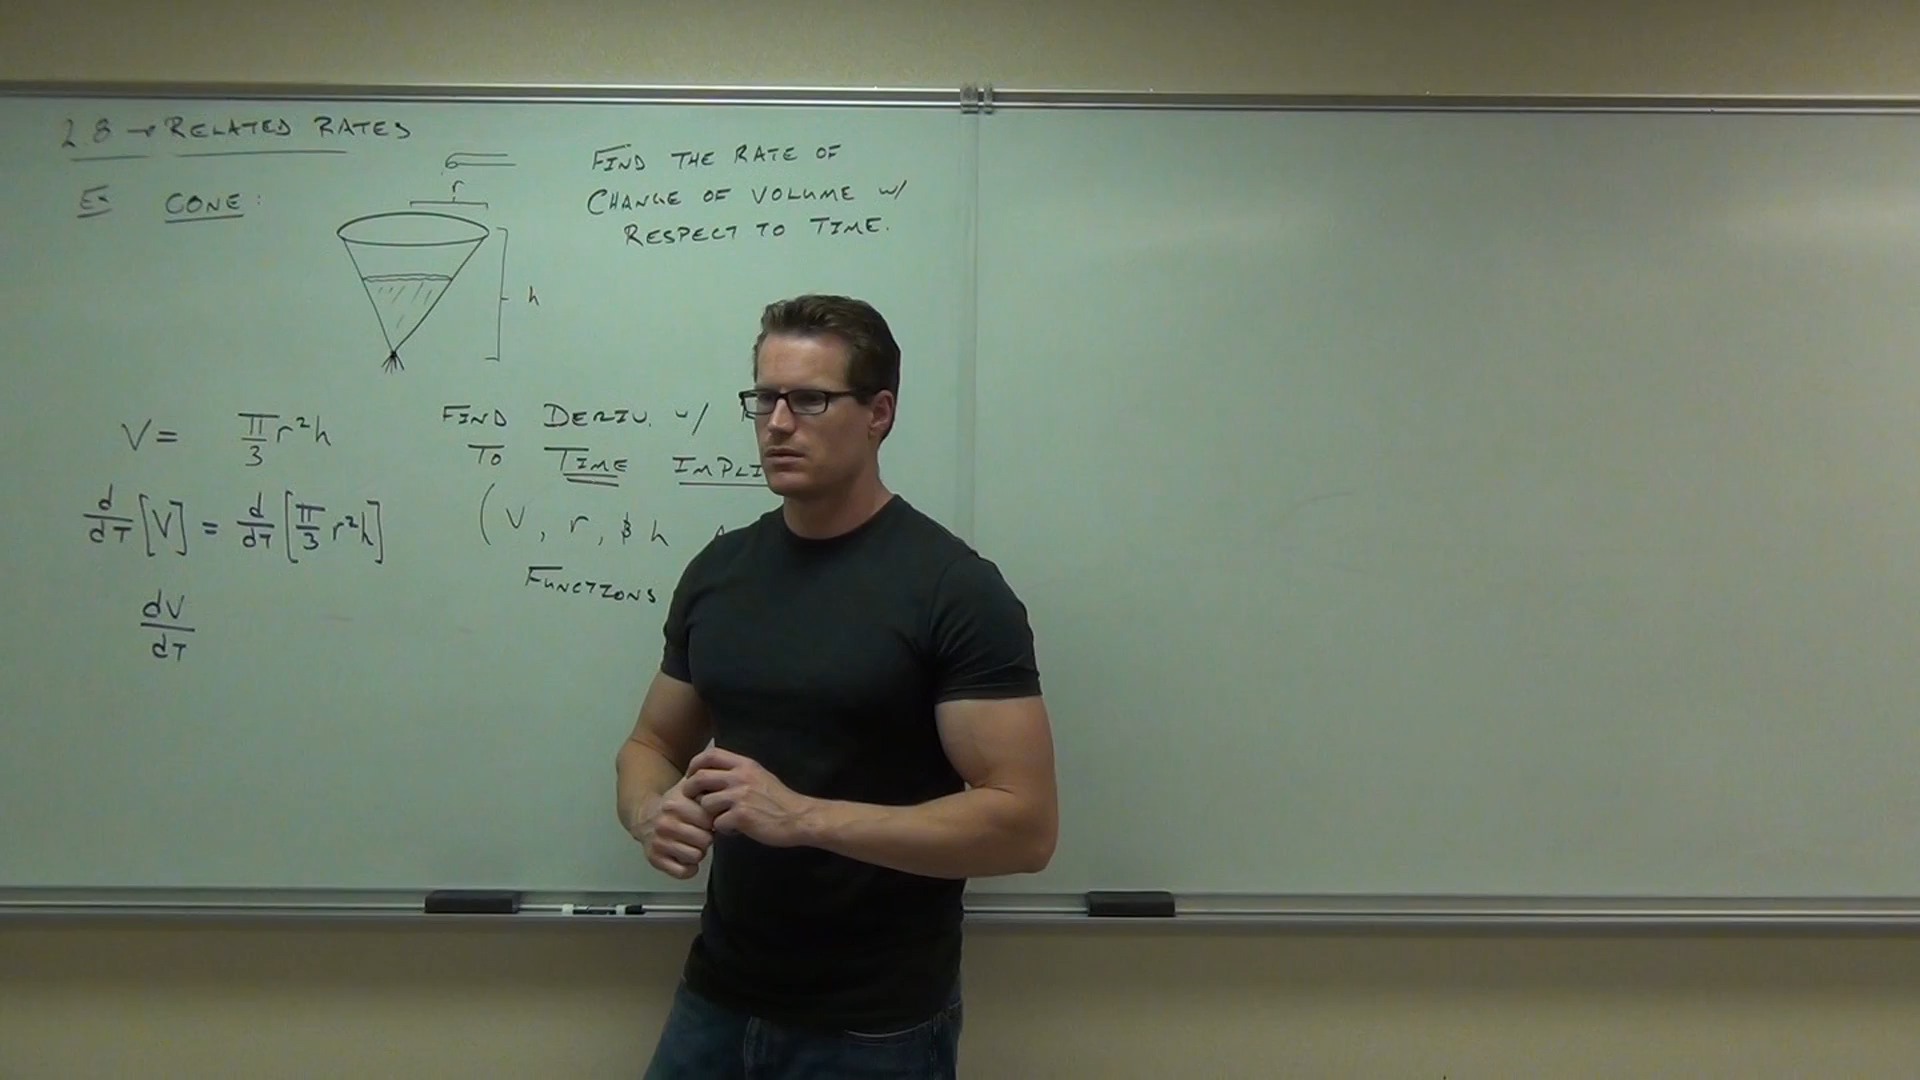 2.8 → RELATED RATES
EX CONE:
r
h
FIND THE RATE OF
CHANGE OF VOLUME w/
RESPECT TO TIME.
V = π/3 r²h
d/dT [V] = d/dT [π/3 r²h]
dV/dT
FIND DERIV. w/
TO TIME
(V, r, & h
FUNCTIONS